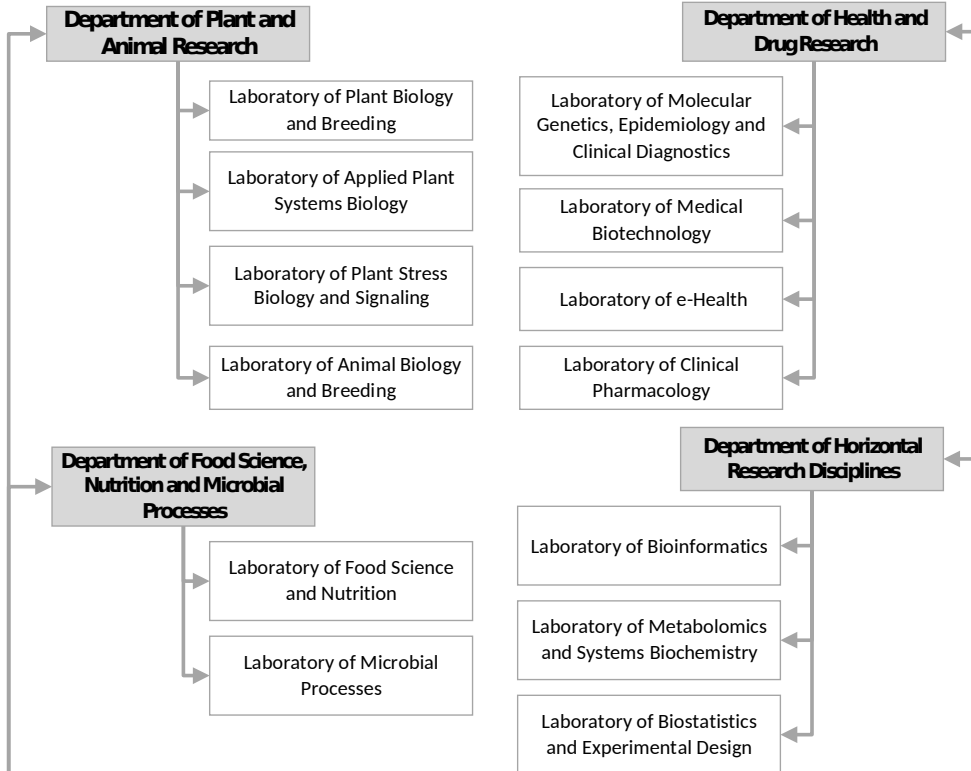 Department of Plant and
Animal Research
Laboratory of Plant Biology
and Breeding
Laboratory of Applied Plant
Systems Biology
Laboratory of Plant Stress
Biology and Signaling
Laboratory of Animal Biology
and Breeding
Department of Food Science,
Nutrition and Microbial
Processes
Laboratory of Food Science
and Nutrition
Laboratory of Microbial
Processes
Department of Health and
Drug Research
Laboratory of Molecular
Genetics, Epidemiology and
Clinical Diagnostics
Laboratory of Medical
Biotechnology
Laboratory of e-Health
Laboratory of Clinical
Pharmacology
Department of Horizontal
Research Disciplines
Laboratory of Bioinformatics
Laboratory of Metabolomics
and Systems Biochemistry
Laboratory of Biostatistics
and Experimental Design